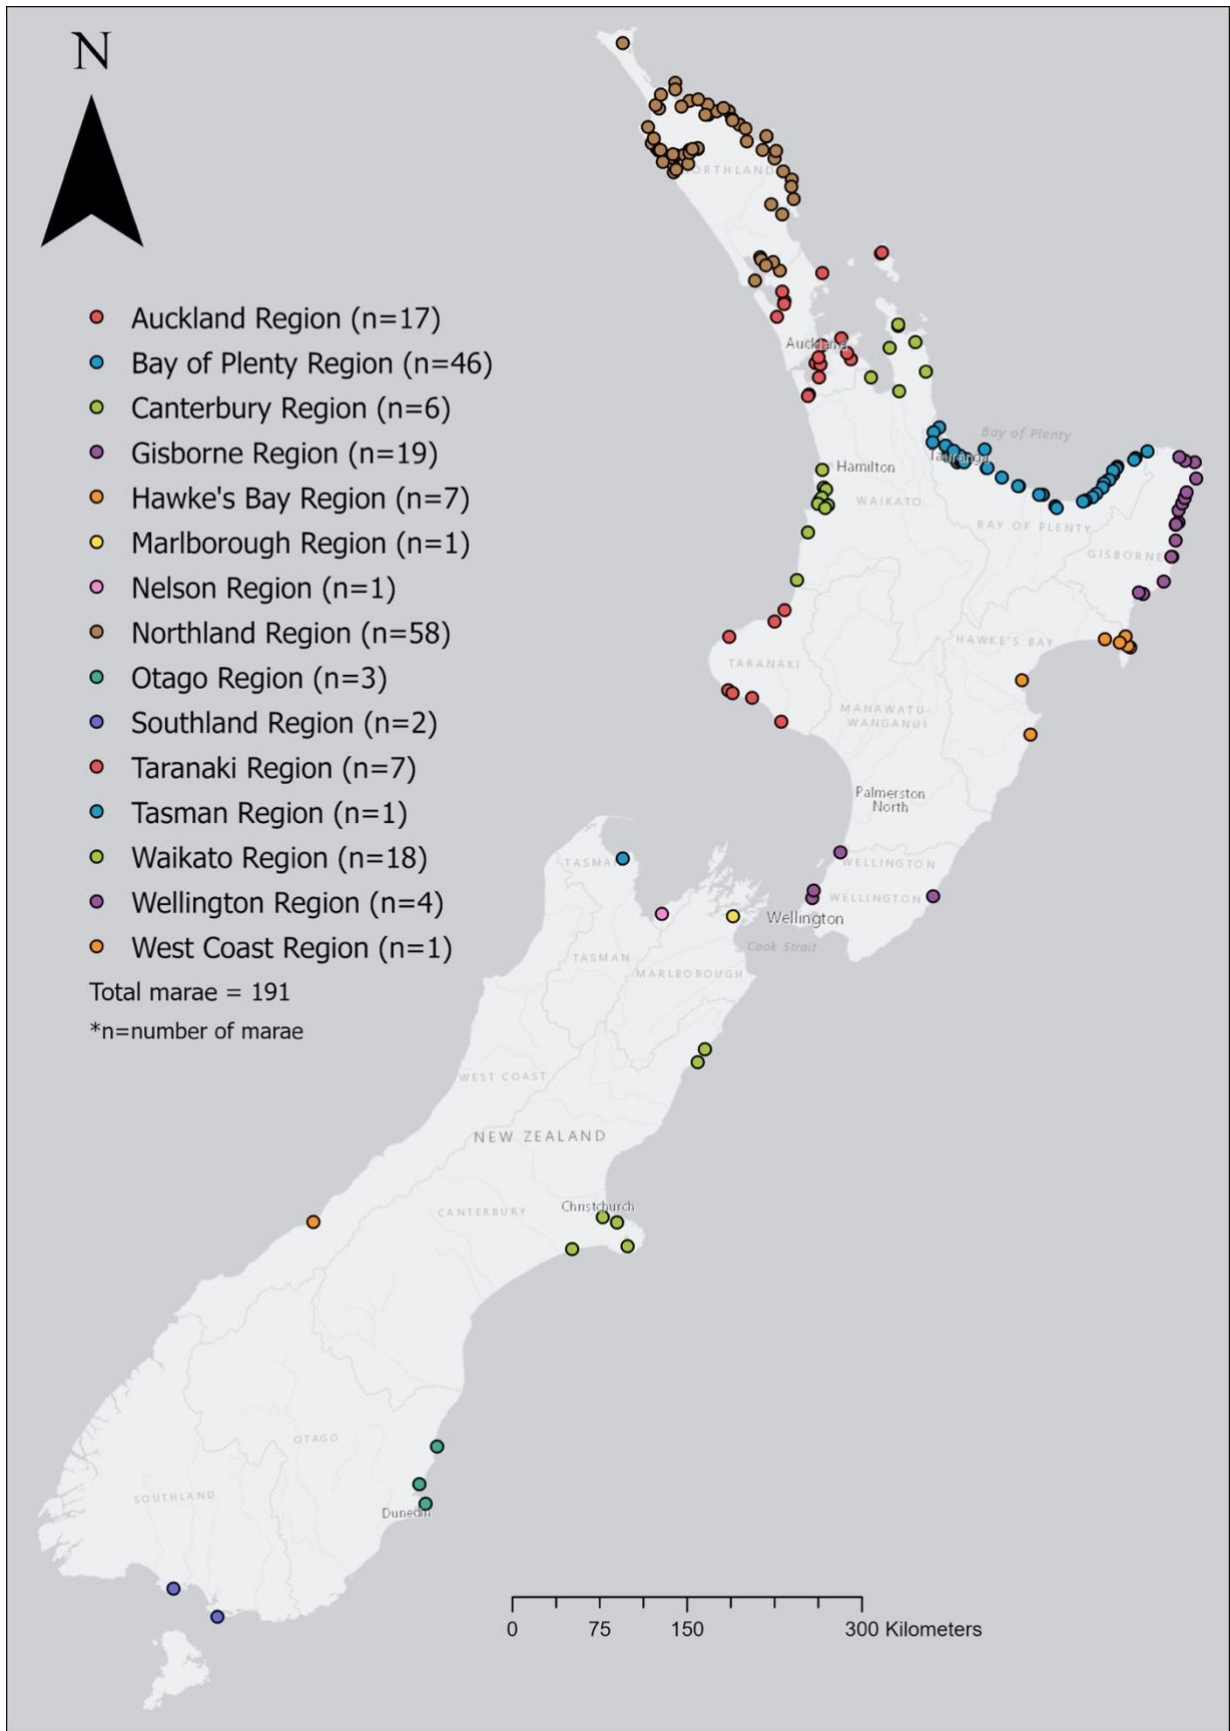 N
Auckland Region (n=17)
Bay of Plenty Region (n=46)
Canterbury Region (n=6)
Gisborne Region (n=19)
Hawke's Bay Region (n=7)
Marlborough Region (n=1)
Nelson Region (n=1)
Northland Region (n=58)
Otago Region (n=3)
Southland Region (n=2)
Taranaki Region (n=7)
Tasman Region (n=1)
Waikato Region (n=18)
Wellington Region (n=4)
West Coast Region (n=1)
Total marae = 191
*n=number of marae
NORTHLAND
Auckland
Bay of Plenty
Tauranga
Hamilton
WAIKATO
BAY OF PLENTY
GISBORNE
HAWKE'S BAY
TARANAKI
MANAWATU-
WANGANUI
Palmerston
North
WELLINGTON
WELLINGTON
Wellington
Cook Strait
TASMAN
TASMAN
MARLBOROUGH
WEST COAST
NEW ZEALAND
Christchurch
CANTERBURY
OTAGO
SOUTHLAND
Dunedin
0 75 150 300 Kilometers